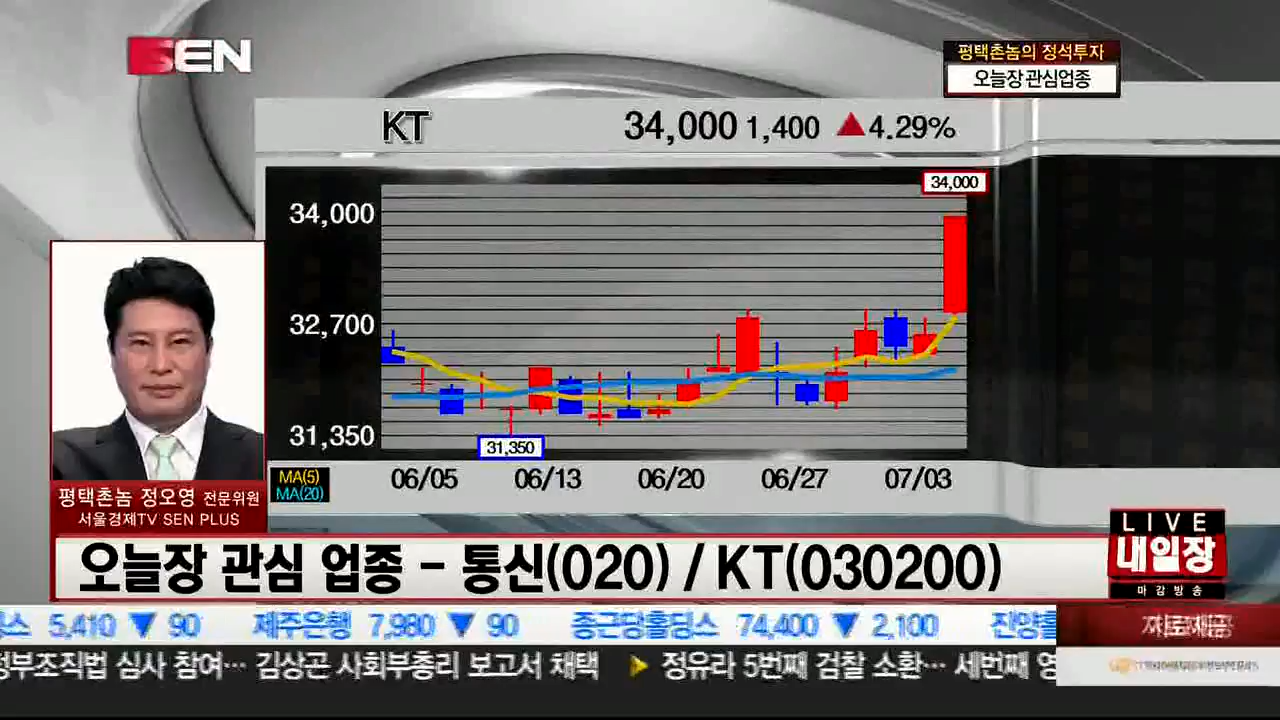 SEN
평택촌놈의 정석투자
오늘장 관심업종
KT 34,000 1,400 ▲4.29%
34,000
34,000
32,700
31,350
31,350
MA(5)
MA(20)
06/05 06/13 06/20 06/27 07/03
평택촌놈 정오영 전문위원
서울경제TV SEN PLUS
오늘장 관심 업종 - 통신(020) / KT(030200)
LIVE
내일장
마감방송
5,410 ▼ 90 제주은행 7,980 ▼ 90 종근당홀딩스 74,400 ▼ 2,100 진양
정부조직법 심사 참여… 김상곤 사회부총리 보고서 채택 ▶ 정유라 5번째 검찰 소환… 세번째